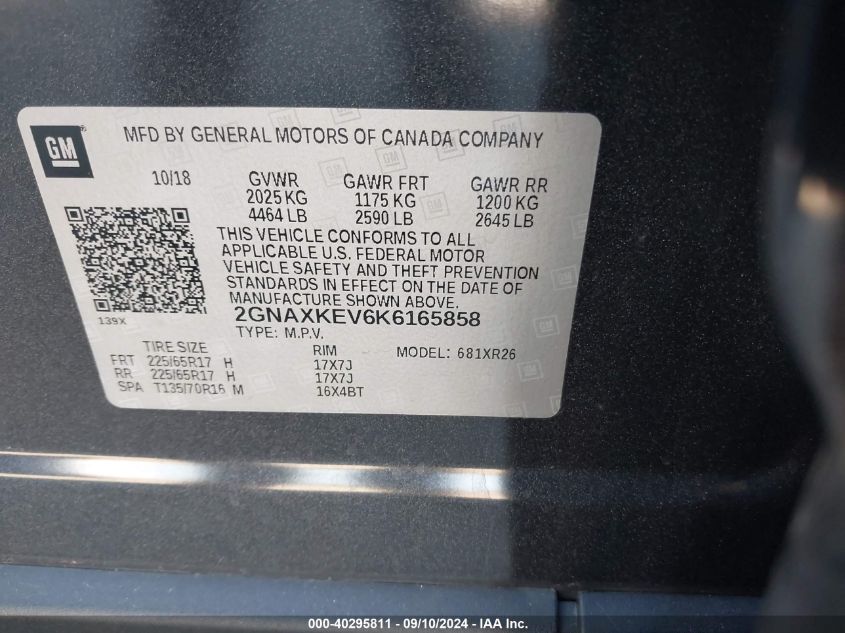 GM
MFD BY GENERAL MOTORS OF CANADA COMPANY
10/18 GVWR GAWR FRT GAWR RR
2025 KG 1175 KG 1200 KG
4464 LB 2590 LB 2645 LB
THIS VEHICLE CONFORMS TO ALL
APPLICABLE U.S. FEDERAL MOTOR
VEHICLE SAFETY AND THEFT PREVENTION
STANDARDS IN EFFECT ON THE DATE OF
MANUFACTURE SHOWN ABOVE.
139X
2GNAXKEV6K6165858
TYPE: M.P.V.
TIRE SIZE RIM MODEL: 681XR26
FRT 225/65R17 H 17X7J
RR 225/65R17 H 17X7J
SPA T135/70R16 M 16X4BT
000-40295811 - 09/10/2024 - IAA Inc.